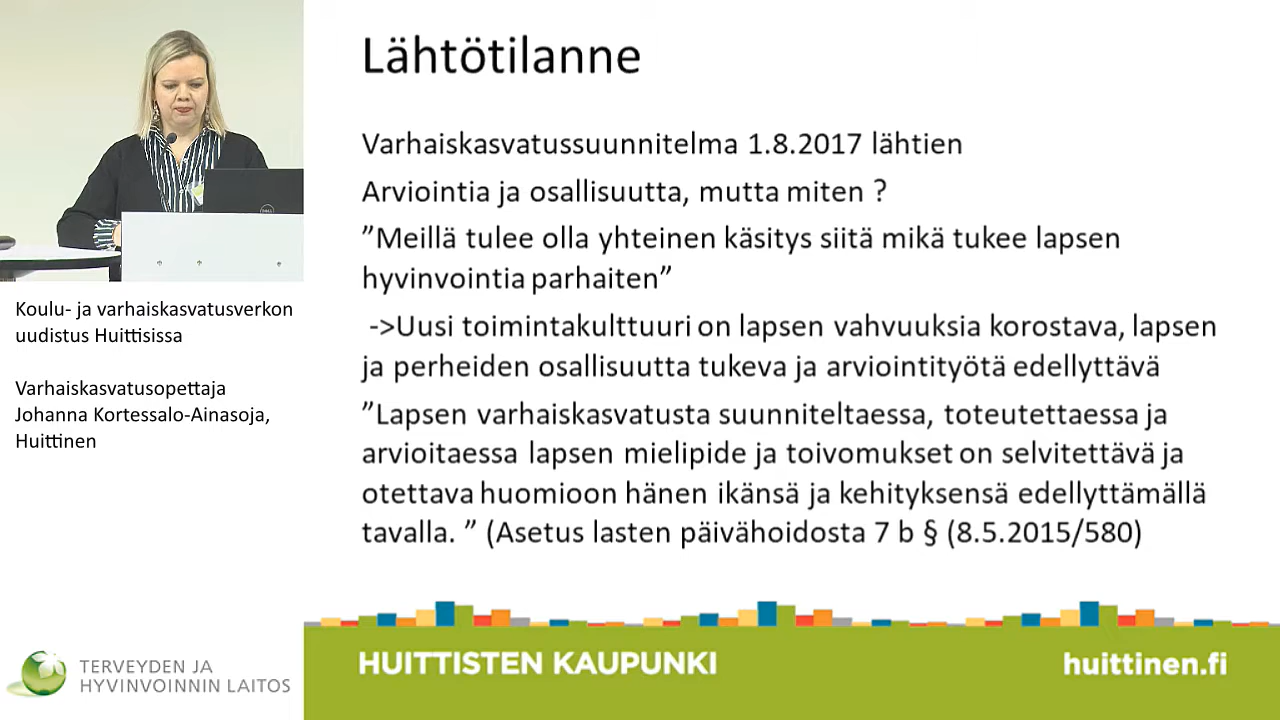 Lähtötilanne
Varhaiskasvatussuunnitelma 1.8.2017 lähtien
Arviointia ja osallisuutta, mutta miten ?
”Meillä tulee olla yhteinen käsitys siitä mikä tukee lapsen
hyvinvointia parhaiten”
->Uusi toimintakulttuuri on lapsen vahvuuksia korostava, lapsen
ja perheiden osallisuutta tukeva ja arviointityötä edellyttävä
”Lapsen varhaiskasvatusta suunniteltaessa, toteutettaessa ja
arvioitaessa lapsen mielipide ja toivomukset on selvitettävä ja
otettava huomioon hänen ikänsä ja kehityksensä edellyttämällä
tavalla. ” (Asetus lasten päivähoidosta 7 b § (8.5.2015/580)
Koulu- ja varhaiskasvatusverkon
uudistus Huittisissa
Varhaiskasvatusopettaja
Johanna Kortessalo-Ainasoja,
Huittinen
TERVEYDEN JA
HYVINVOINNIN LAITOS
HUITTISTEN KAUPUNKI
huittinen.fi
DELL